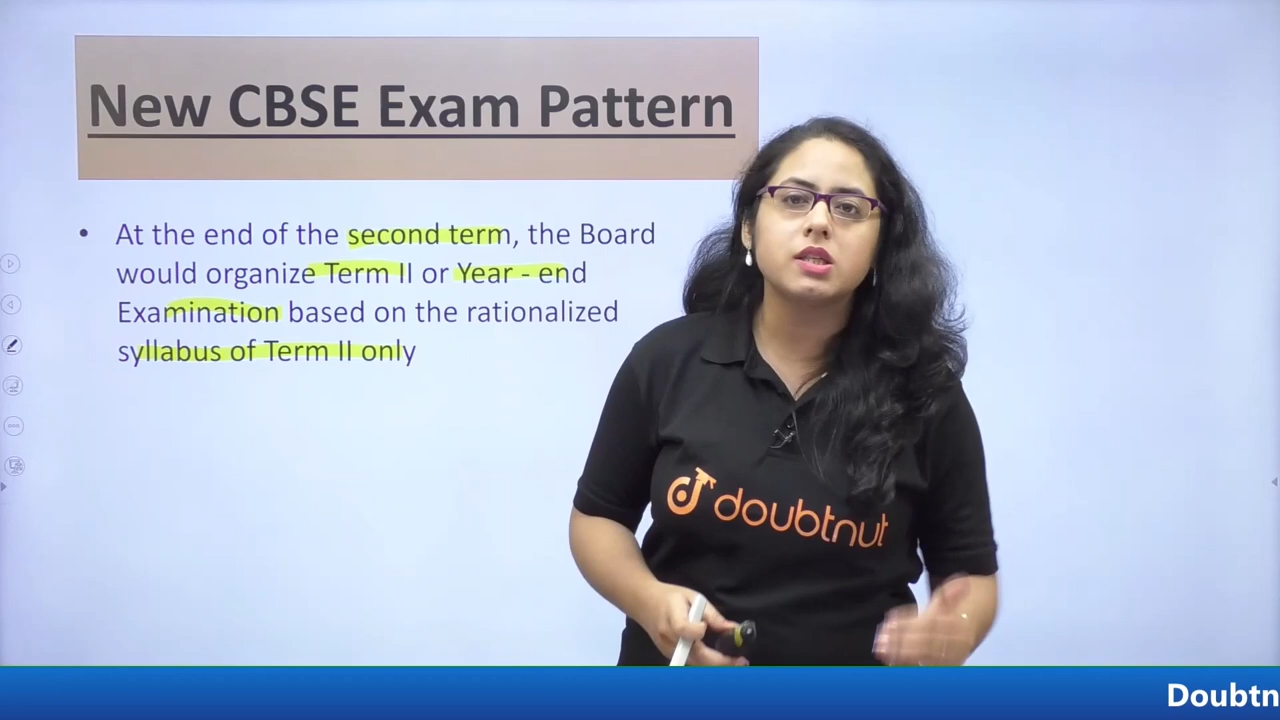 New CBSE Exam Pattern
• At the end of the second term, the Board
would organize Term II or Year - end
Examination based on the rationalized
syllabus of Term II only
doubtnut
Doubtn